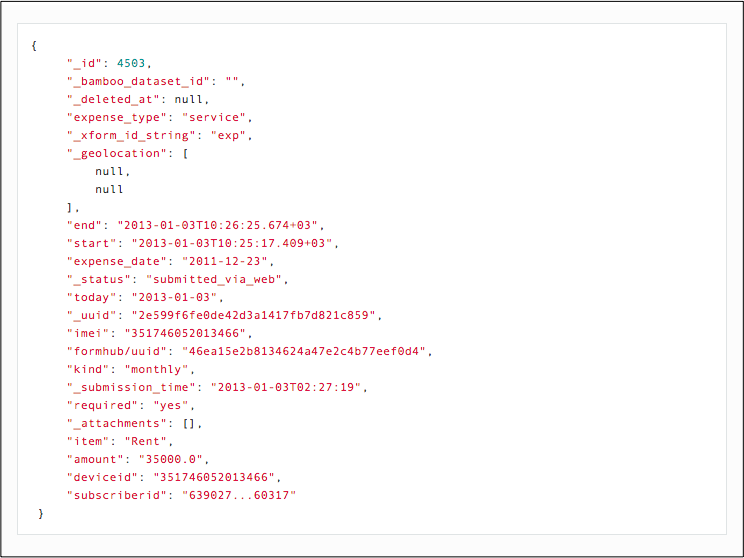 {
"_id": 4503,
"_bamboo_dataset_id": "",
"_deleted_at": null,
"expense_type": "service",
"_xform_id_string": "exp",
"_geolocation": [
null,
null
],
"end": "2013-01-03T10:26:25.674+03",
"start": "2013-01-03T10:25:17.409+03",
"expense_date": "2011-12-23",
"_status": "submitted_via_web",
"today": "2013-01-03",
"_uuid": "2e599f6fe0de42d3a1417fb7d821c859",
"imei": "351746052013466",
"formhub/uuid": "46ea15e2b8134624a47e2c4b77eef0d4",
"kind": "monthly",
"_submission_time": "2013-01-03T02:27:19",
"required": "yes",
"_attachments": [],
"item": "Rent",
"amount": "35000.0",
"deviceid": "351746052013466",
"subscriberid": "639027...60317"
}